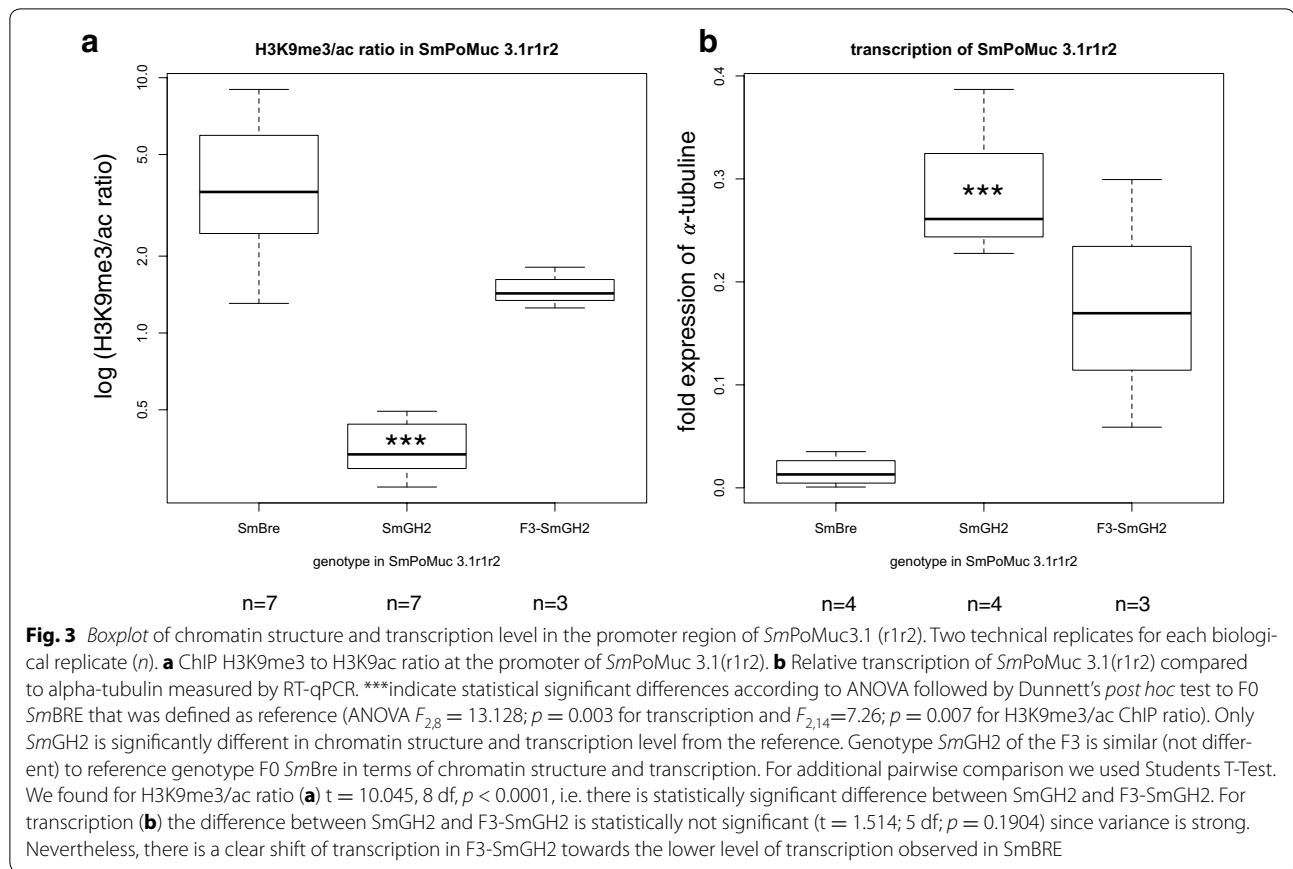 a
H3K9me3/ac ratio in SmPoMuc 3.1r1r2
log (H3K9me3/ac ratio)
10.0
5.0
2.0
1.0
0.5
***
SmBre SmGH2 F3-SmGH2
genotype in SmPoMuc 3.1r1r2
n=7 n=7 n=3
b
transcription of SmPoMuc 3.1r1r2
fold expression of α-tubuline
0.4
0.3
0.2
0.1
0.0
***
SmBre SmGH2 F3-SmGH2
genotype in SmPoMuc 3.1r1r2
n=4 n=4 n=3
Fig. 3 Boxplot of chromatin structure and transcription level in the promoter region of SmPoMuc3.1 (r1r2). Two technical replicates for each biologi-
cal replicate (n). a ChIP H3K9me3 to H3K9ac ratio at the promoter of SmPoMuc 3.1(r1r2). b Relative transcription of SmPoMuc 3.1(r1r2) compared
to alpha-tubulin measured by RT-qPCR. ***indicate statistical significant differences according to ANOVA followed by Dunnett's post hoc test to F0
SmBRE that was defined as reference (ANOVA F2,8 = 13.128; p = 0.003 for transcription and F2,14=7.26; p = 0.007 for H3K9me3/ac ChIP ratio). Only
SmGH2 is significantly different in chromatin structure and transcription level from the reference. Genotype SmGH2 of the F3 is similar (not differ-
ent) to reference genotype F0 SmBre in terms of chromatin structure and transcription. For additional pairwise comparison we used Students T-Test.
We found for H3K9me3/ac ratio (a) t = 10.045, 8 df, p < 0.0001, i.e. there is statistically significant difference between SmGH2 and F3-SmGH2. For
transcription (b) the difference between SmGH2 and F3-SmGH2 is statistically not significant (t = 1.514; 5 df; p = 0.1904) since variance is strong.
Nevertheless, there is a clear shift of transcription in F3-SmGH2 towards the lower level of transcription observed in SmBRE